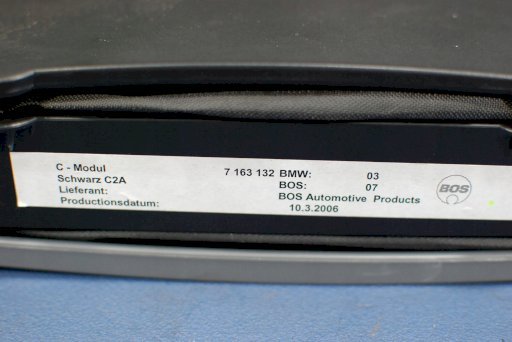 C - Modul 7 163 132 BMW: 03
Schwarz C2A BOS: 07
Lieferant: BOS Automotive Products
Productionsdatum: 10.3.2006
BOS